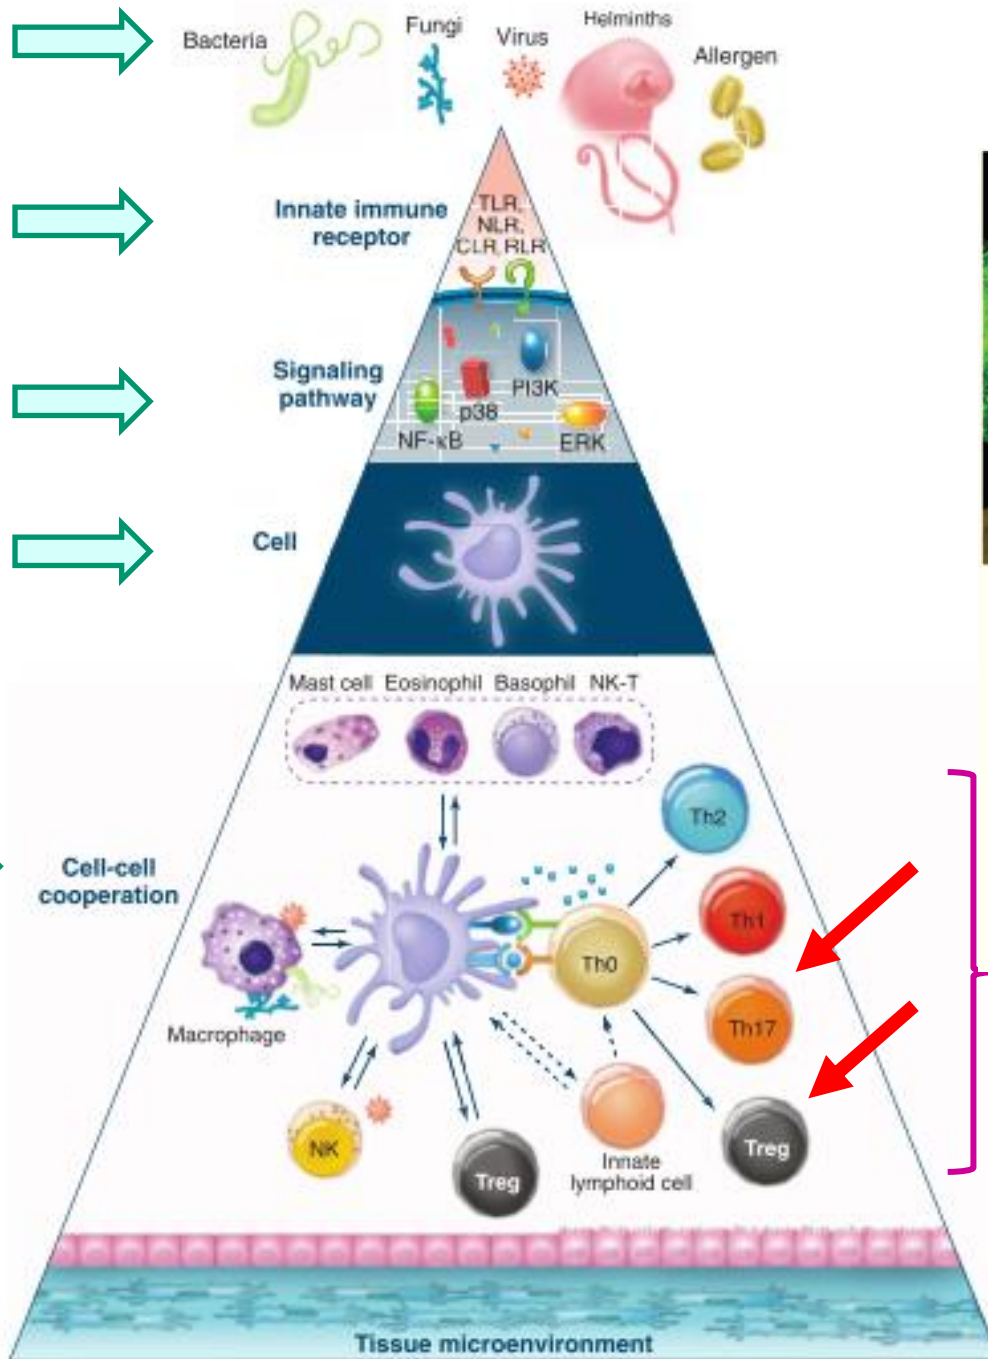 Bacteria
Fungi
Virus
Helminths
Allergen
Innate immune
receptor
TLR,
NLR,
CLR, RLR
Signaling
pathway
PI3K
p38
NF-κB
ERK
Cell
Mast cell Eosinophil Basophil NK-T
Th2
Cell-cell
cooperation
Th1
Th0
Th17
Macrophage
NK
Treg
Innate
lymphoid cell
Treg
Tissue microenvironment